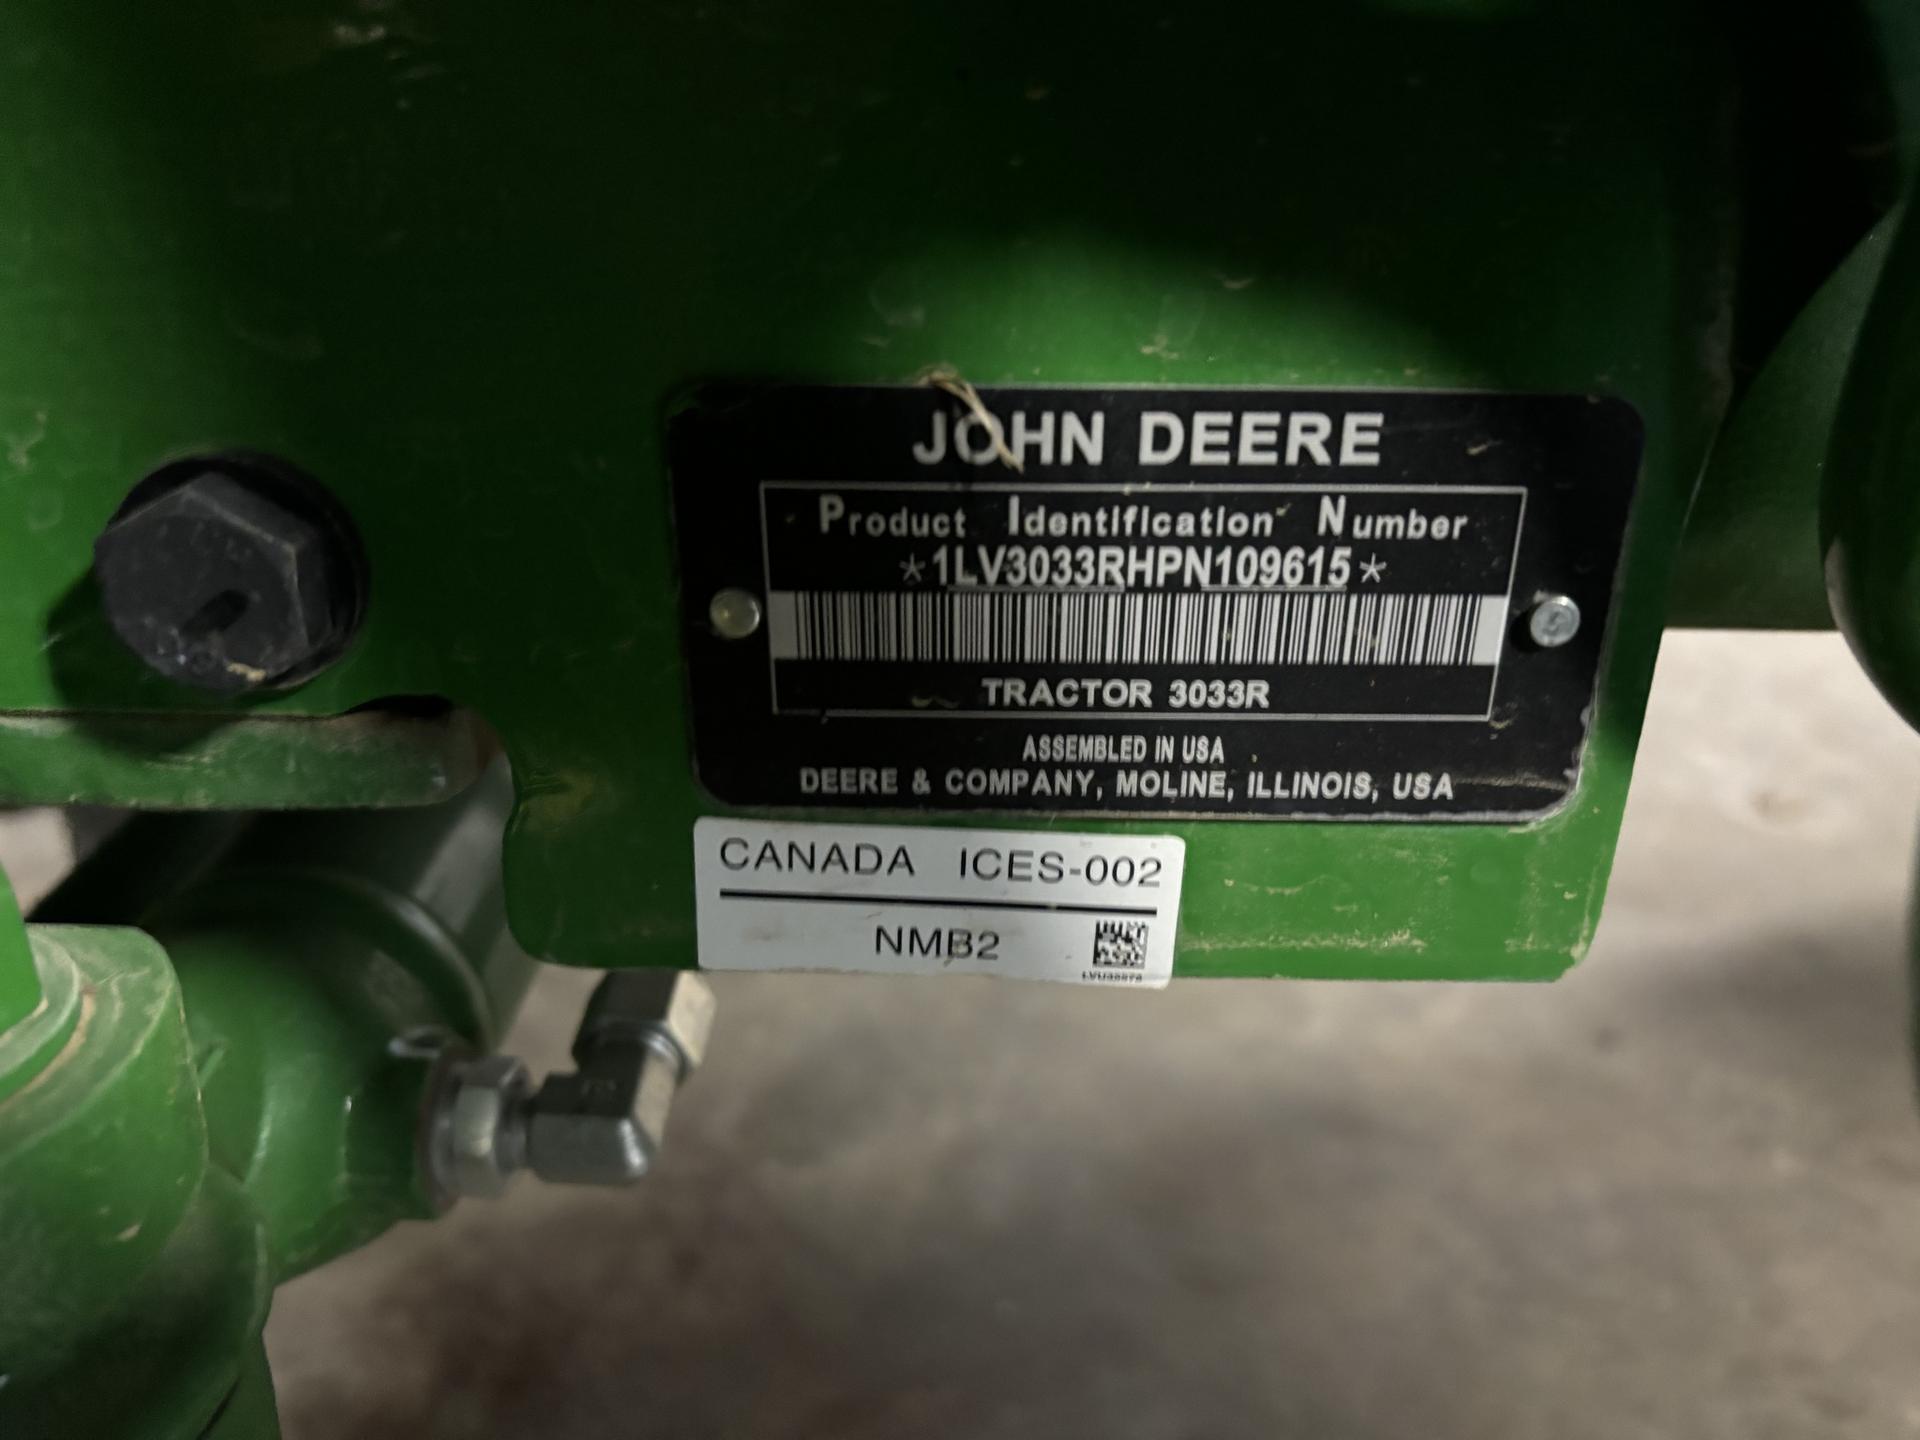 JOHN DEERE
Product Identification Number
*1LV3033RHPN109615*
TRACTOR 3033R
ASSEMBLED IN USA
DEERE & COMPANY, MOLINE, ILLINOIS, USA
CANADA ICES-002
NMB2